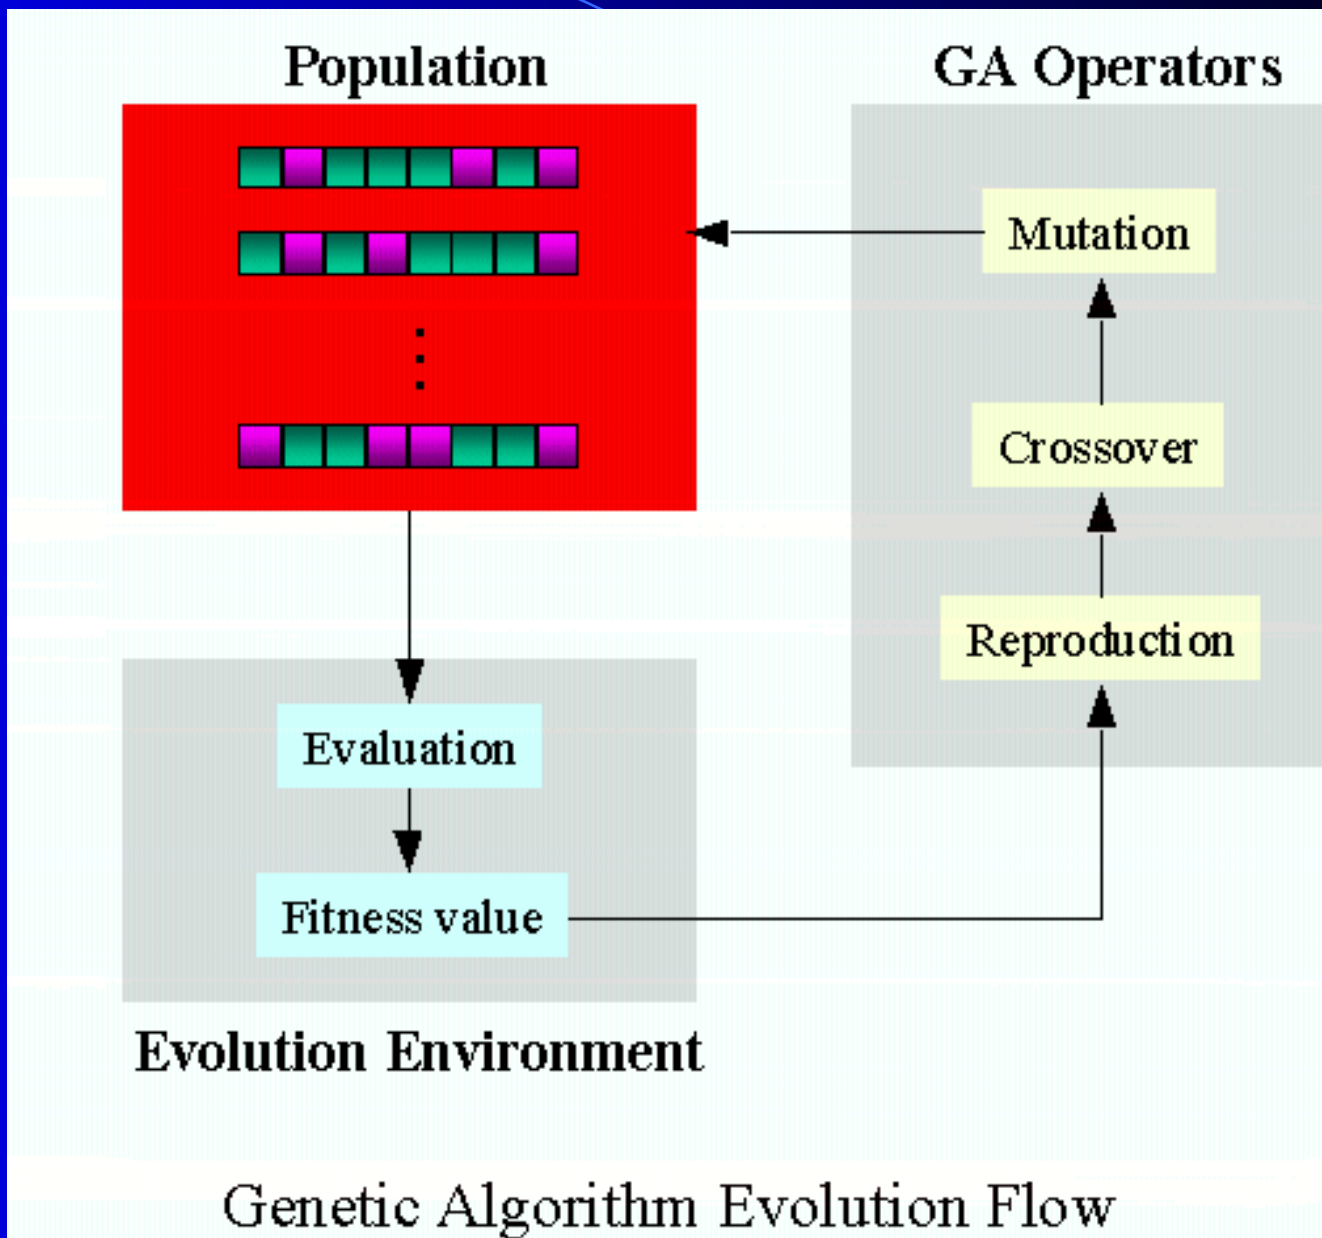 Population
GA Operators
Mutation
Crossover
Reproduction
Evaluation
Fitness value
Evolution Environment
Genetic Algorithm Evolution Flow